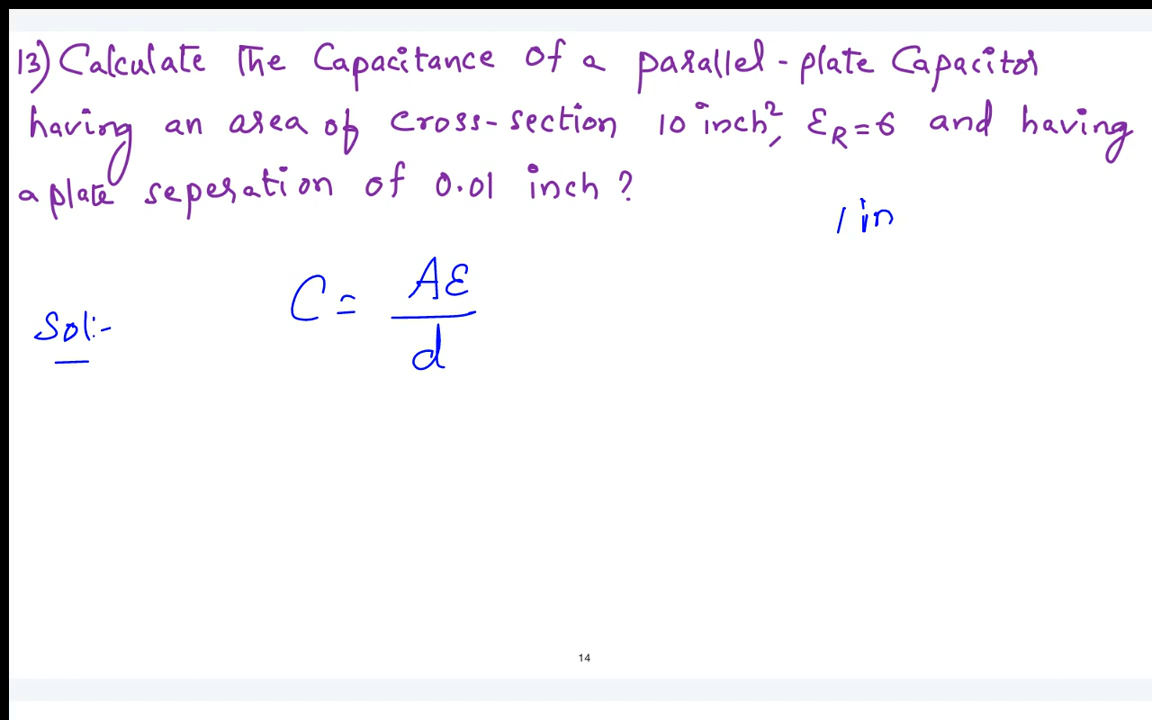 13) Calculate The Capacitance of a parallel-plate Capacitor
having an area of cross-section 10 inch², ε_R = 6 and having
a plate seperation of 0.01 inch?
1 in
Sol:- C = Aε / d
14